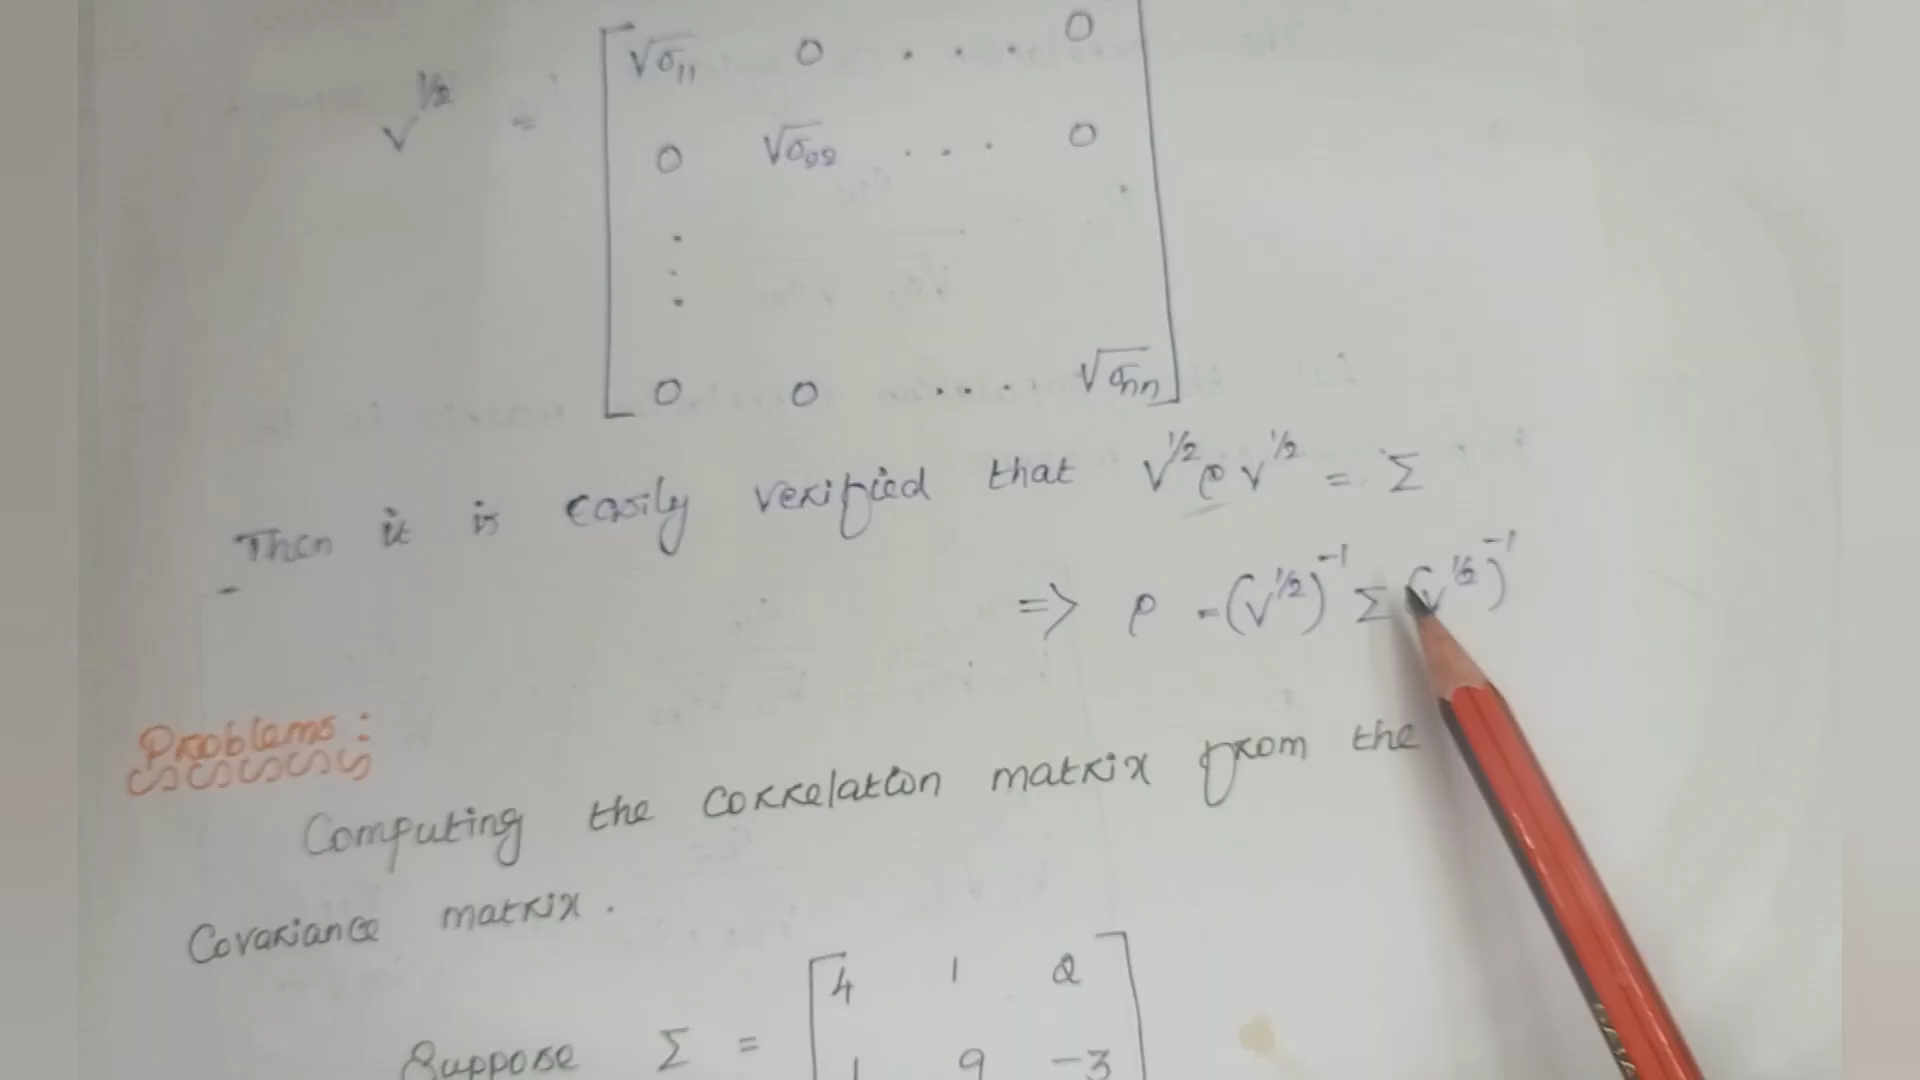 V^{1/2} = [ √σ₁₁ 0 . . . 0
0 √σ₂₂ . . . 0
⋮
0 0 ... √σₙₙ ]
Then it is easily verified that V^{1/2} ρ V^{1/2} = Σ
=> ρ = (V^{1/2})^{-1} Σ (V^{1/2})^{-1}
Problems:
Computing the correlation matrix from the
Covariance matrix.
Suppose Σ = [ 4 1 2
1 9 -3